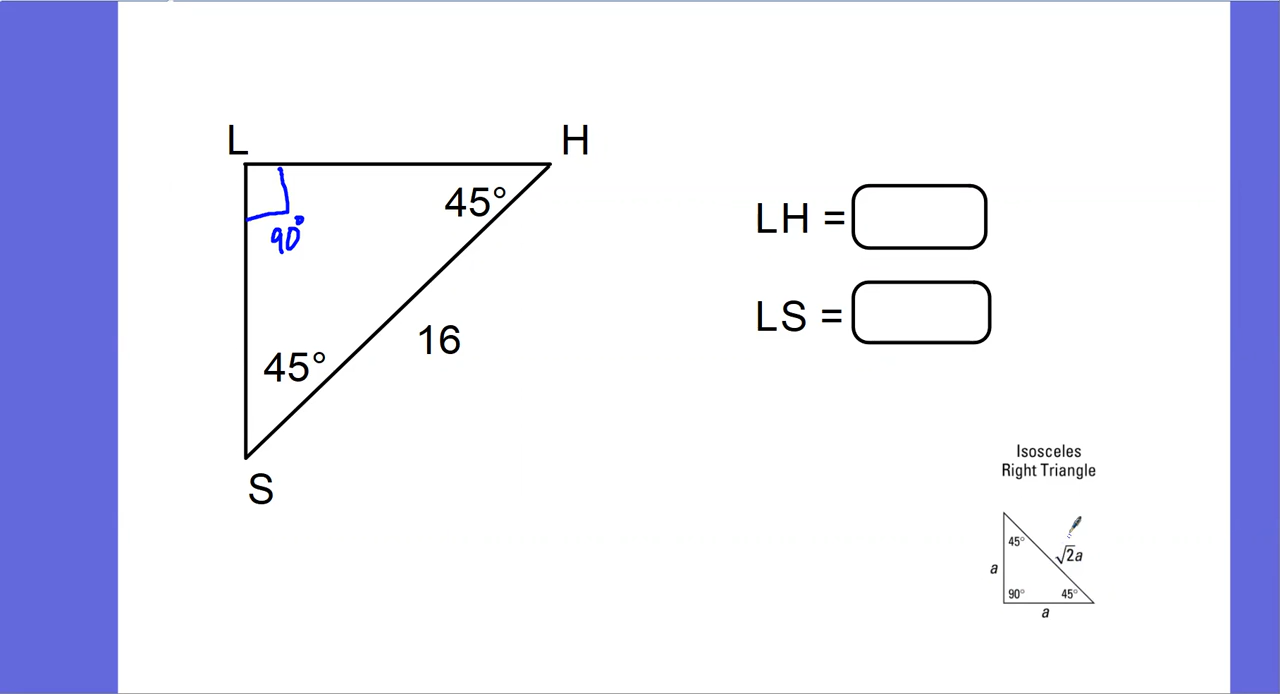 L
H
45°
90°
LH =
16
LS =
45°
S
Isosceles
Right Triangle
45°
√2a
a
90°
45°
a